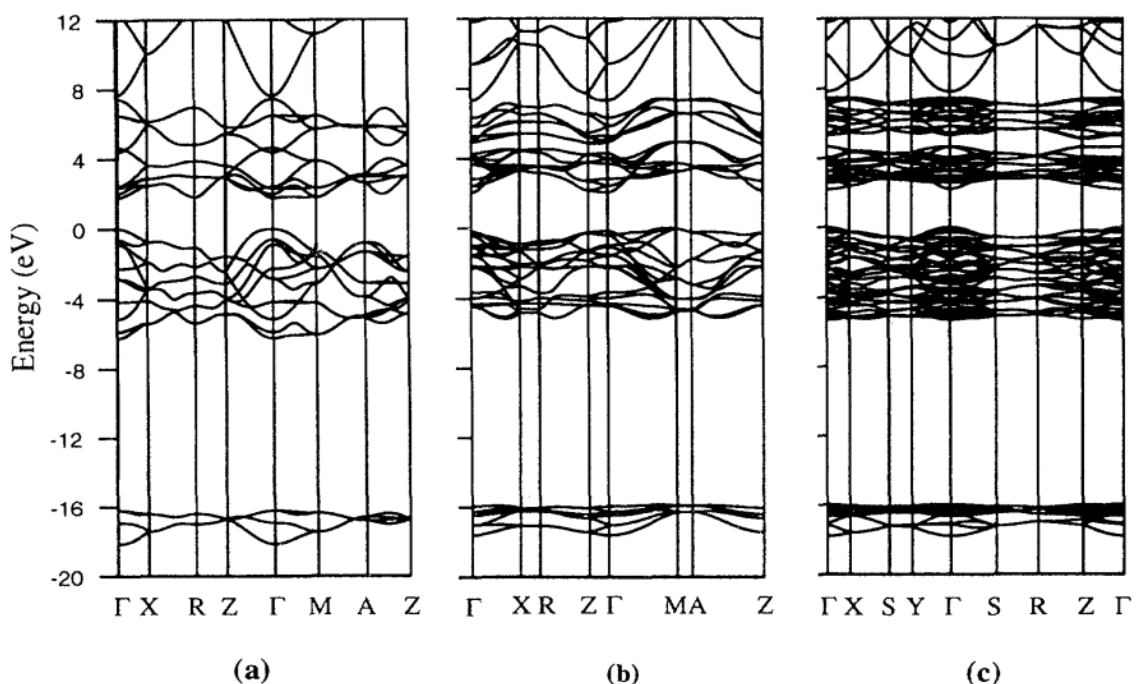 12
8
4
0
-4
-8
-12
-16
-20
Energy (eV)
Γ X R Z Γ M A Z
Γ X R Z Γ M A Z
Γ X S Y Γ S R Z Γ
(a)
(b)
(c)